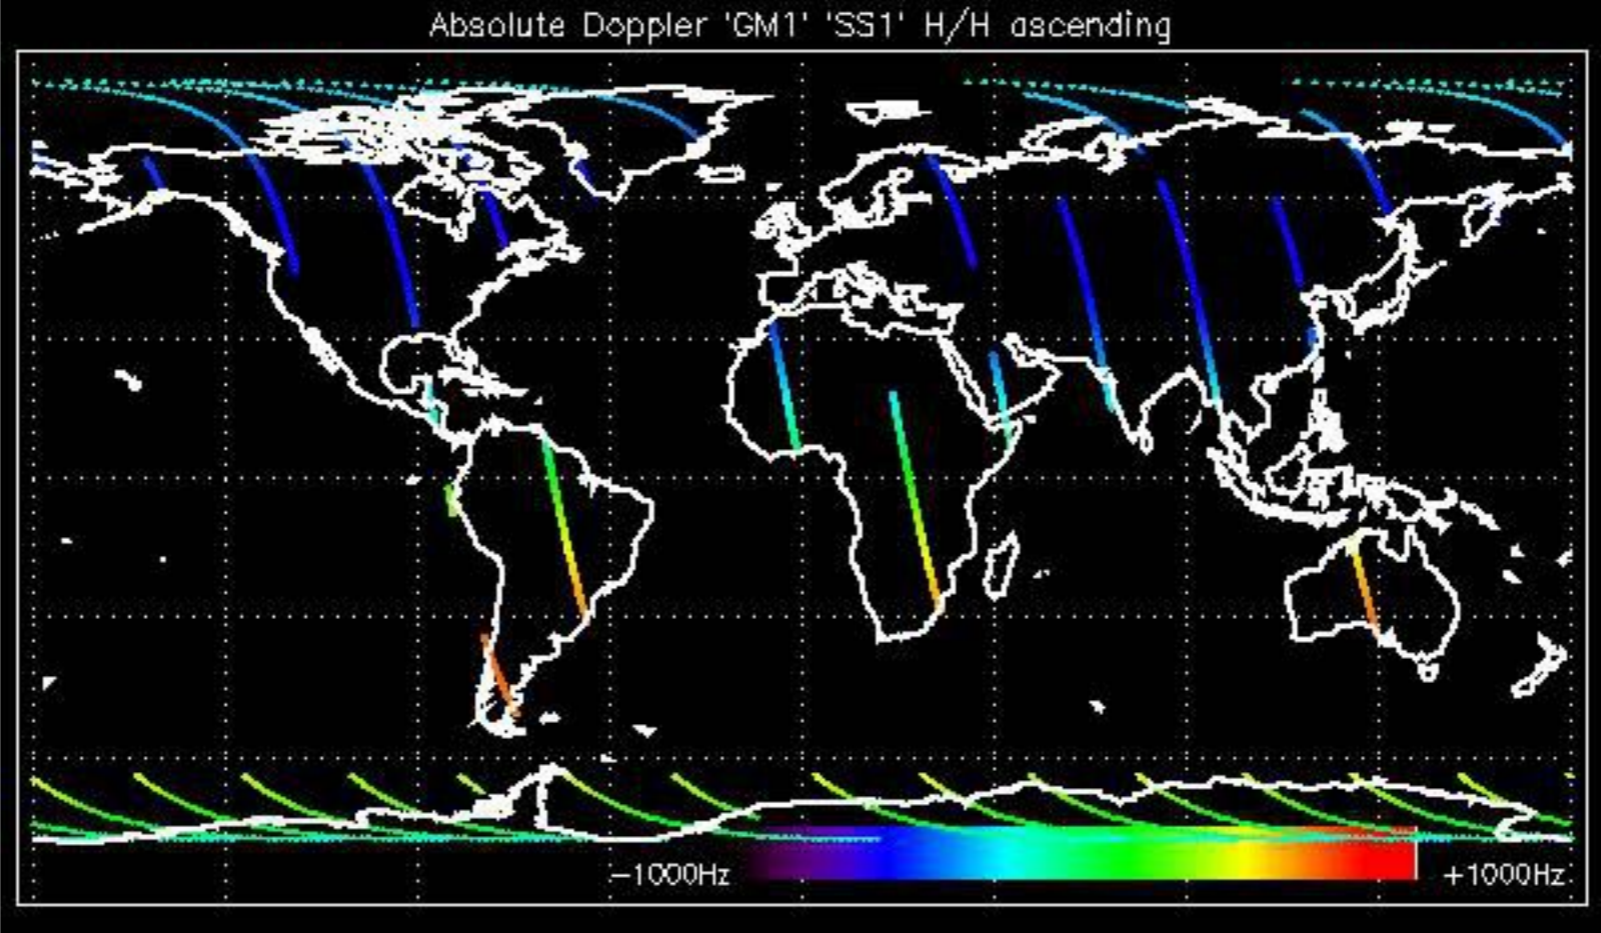 Absolute Doppler 'GM1' 'SS1' H/H ascending
−1000Hz
+1000Hz